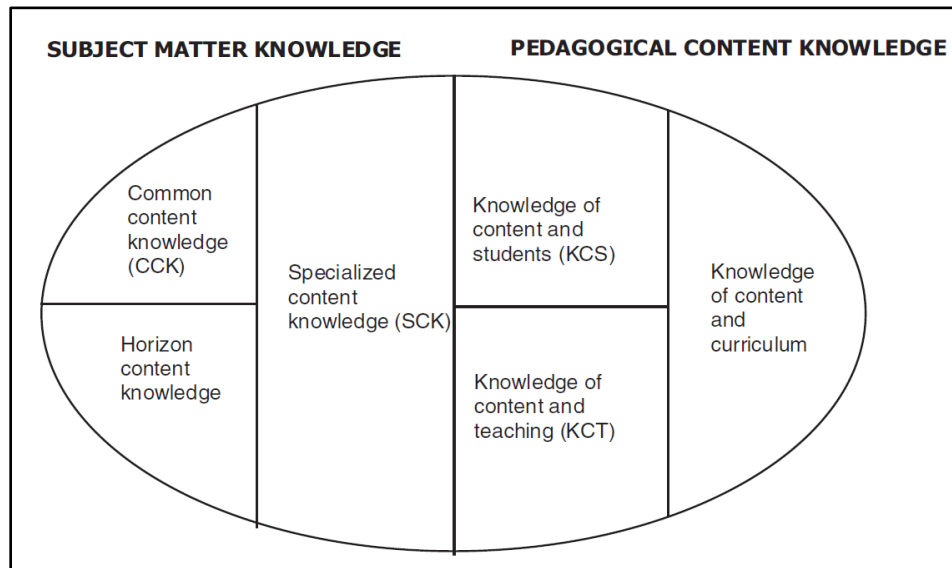 SUBJECT MATTER KNOWLEDGE
PEDAGOGICAL CONTENT KNOWLEDGE
Common
content
knowledge
(CCK)
Horizon
content
knowledge
Specialized
content
knowledge (SCK)
Knowledge of
content and
students (KCS)
Knowledge of
content and
teaching (KCT)
Knowledge
of content
and
curriculum